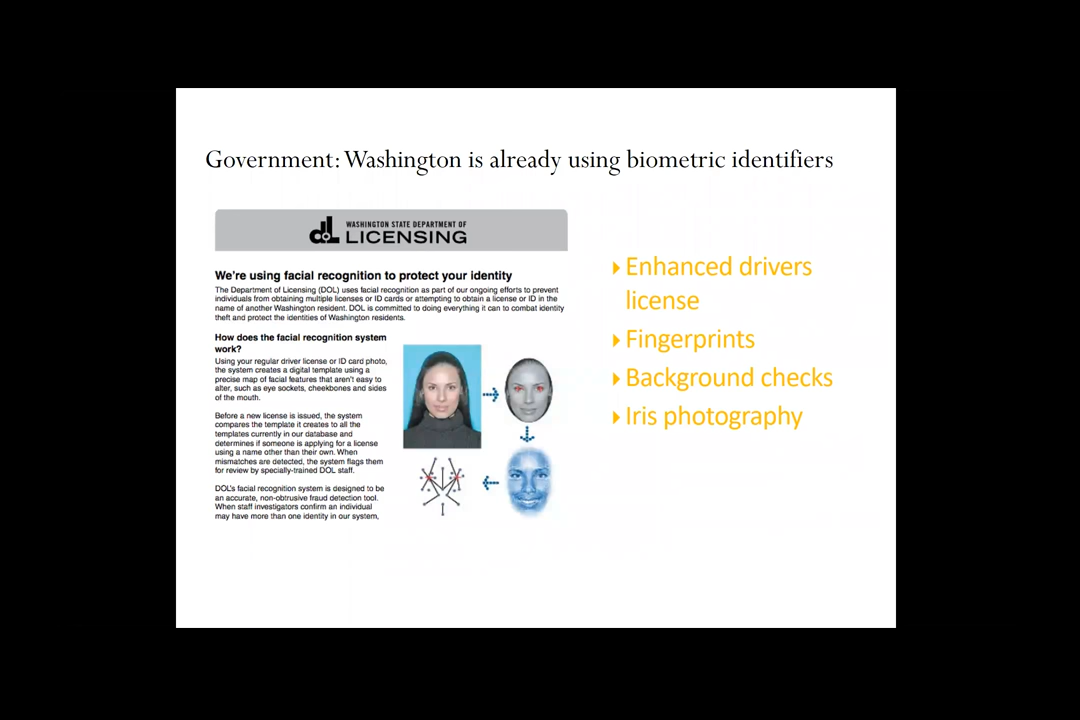 Government: Washington is already using biometric identifiers
dol WASHINGTON STATE DEPARTMENT OF
LICENSING
We're using facial recognition to protect your identity
The Department of Licensing (DOL) uses facial recognition as part of our ongoing efforts to prevent
individuals from obtaining multiple licenses or ID cards or attempting to obtain a license or ID in the
name of another Washington resident. DOL is committed to doing everything it can to combat identity
theft and protect the identities of Washington residents.
How does the facial recognition system
work?
Using your regular driver license or ID card photo,
the system creates a digital template using a
precise map of facial features that aren't easy to
alter, such as eye sockets, cheekbones and sides
of the mouth.
Before a new license is issued, the system
compares the template it creates to all the
templates currently in our database and
determines if someone is applying for a license
using a name other than their own. When
mismatches are detected, the system flags them
for review by specially-trained DOL staff.
DOL's facial recognition system is designed to be
an accurate, non-obtrusive fraud detection tool.
When staff investigators confirm an individual
may have more than one identity in our system,
Enhanced drivers
license
Fingerprints
Background checks
Iris photography